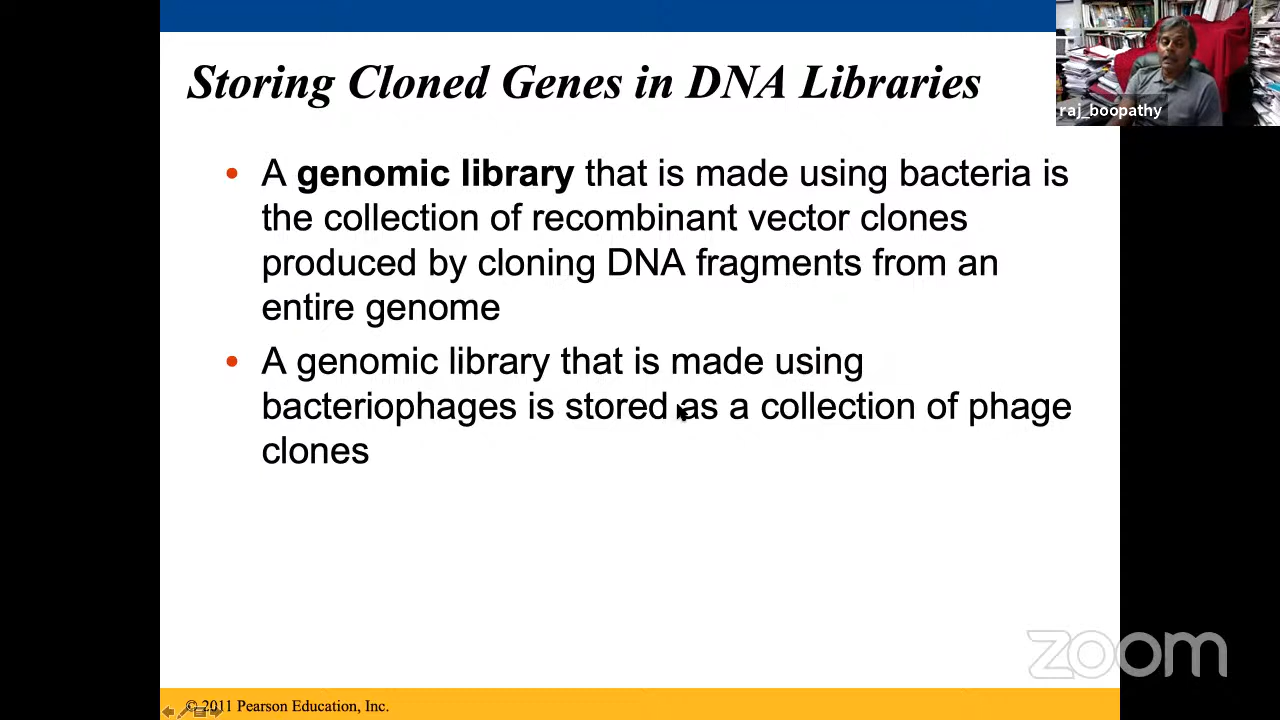 Storing Cloned Genes in DNA Libraries
raj_boopathy
• A genomic library that is made using bacteria is
the collection of recombinant vector clones
produced by cloning DNA fragments from an
entire genome
• A genomic library that is made using
bacteriophages is stored as a collection of phage
clones
zoom
© 2011 Pearson Education, Inc.